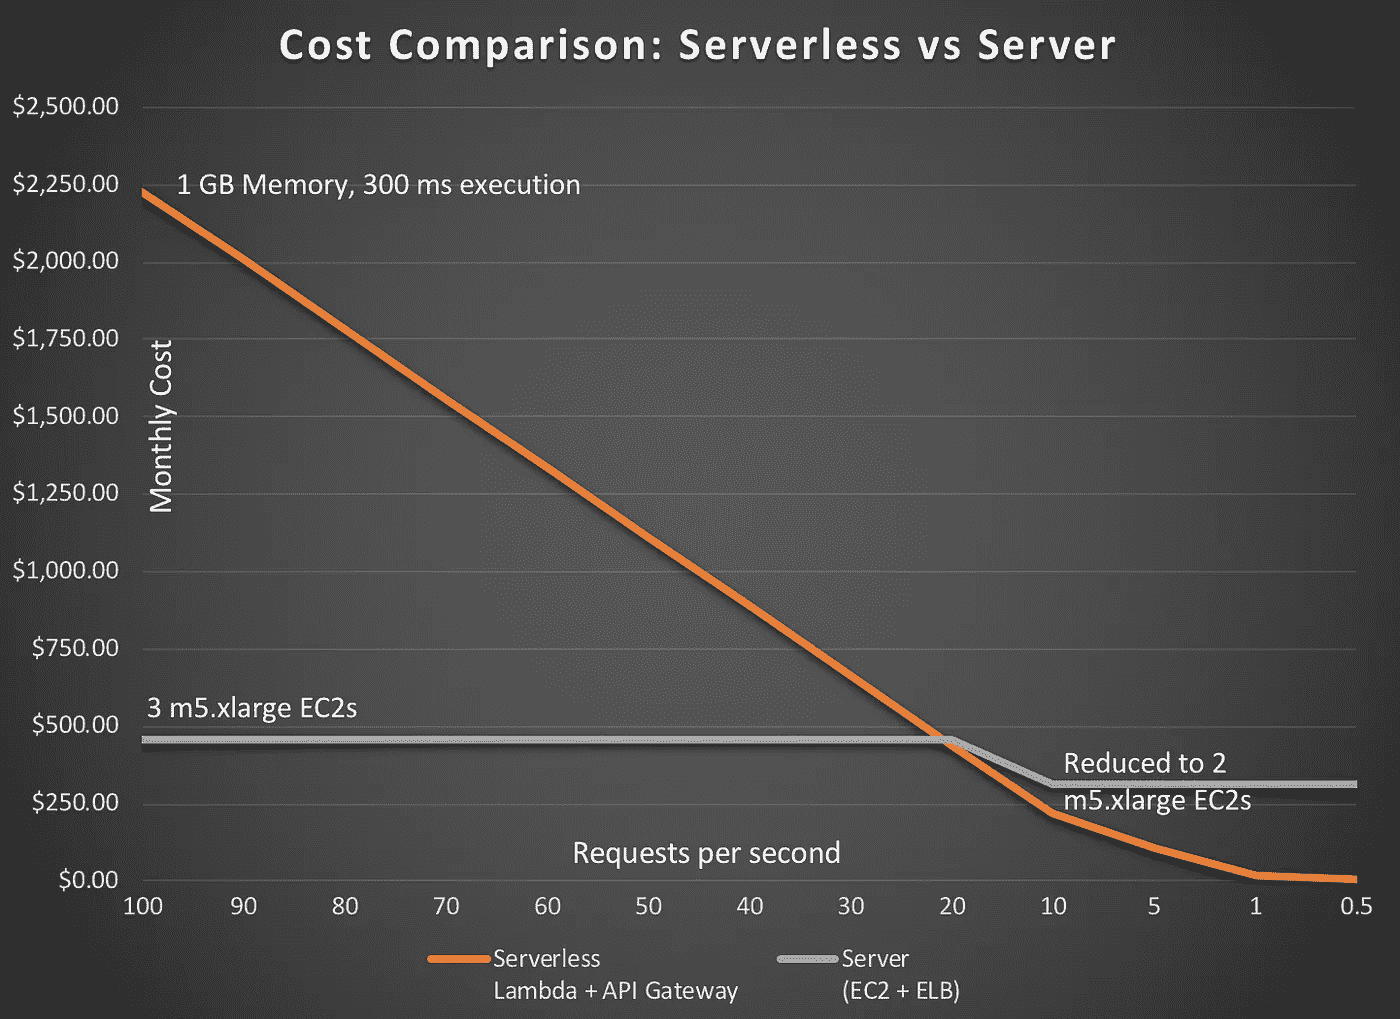 Cost Comparison: Serverless vs Server
$2,500.00
$2,250.00
1 GB Memory, 300 ms execution
$2,000.00
$1,750.00
Monthly Cost
$1,500.00
$1,250.00
$1,000.00
$750.00
3 m5.xlarge EC2s
$500.00
Reduced to 2
m5.xlarge EC2s
$250.00
Requests per second
$0.00
100 90 80 70 60 50 40 30 20 10 5 1 0.5
Serverless
Lambda + API Gateway
Server
(EC2 + ELB)